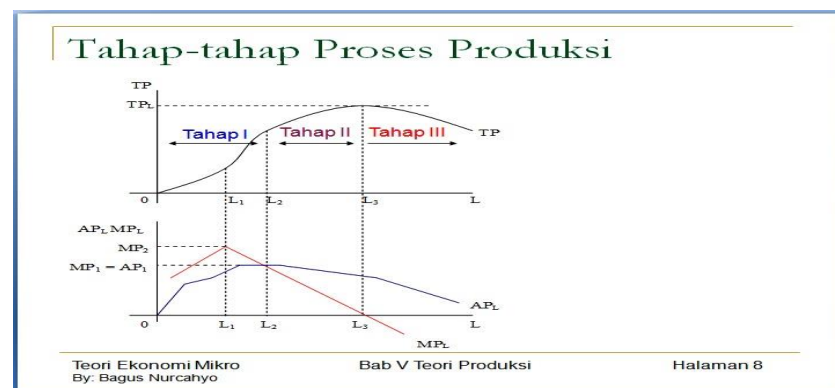 Tahap-tahap Proses Produksi
TP
TPL
Tahap I
Tahap II
Tahap III
TP
0
L1
L2
L3
L
APL MPL
MP2
MP1 = AP1
APL
0
L1
L2
L3
L
MPL
Teori Ekonomi Mikro
Bab V Teori Produksi
Halaman 8
By: Bagus Nurcahyo